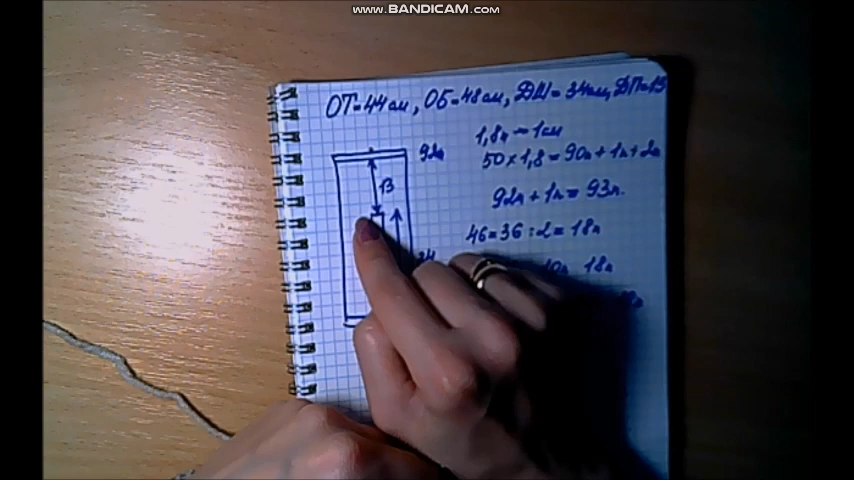 www.BANDICAM.com
ОТ=44см, ОБ=48см, ДШ=34см, ДП=13
1,8п - 1см
92п
50×1,8=90п+1п+2п
13
92п+1п=93п.
46=36:2=18п
18п